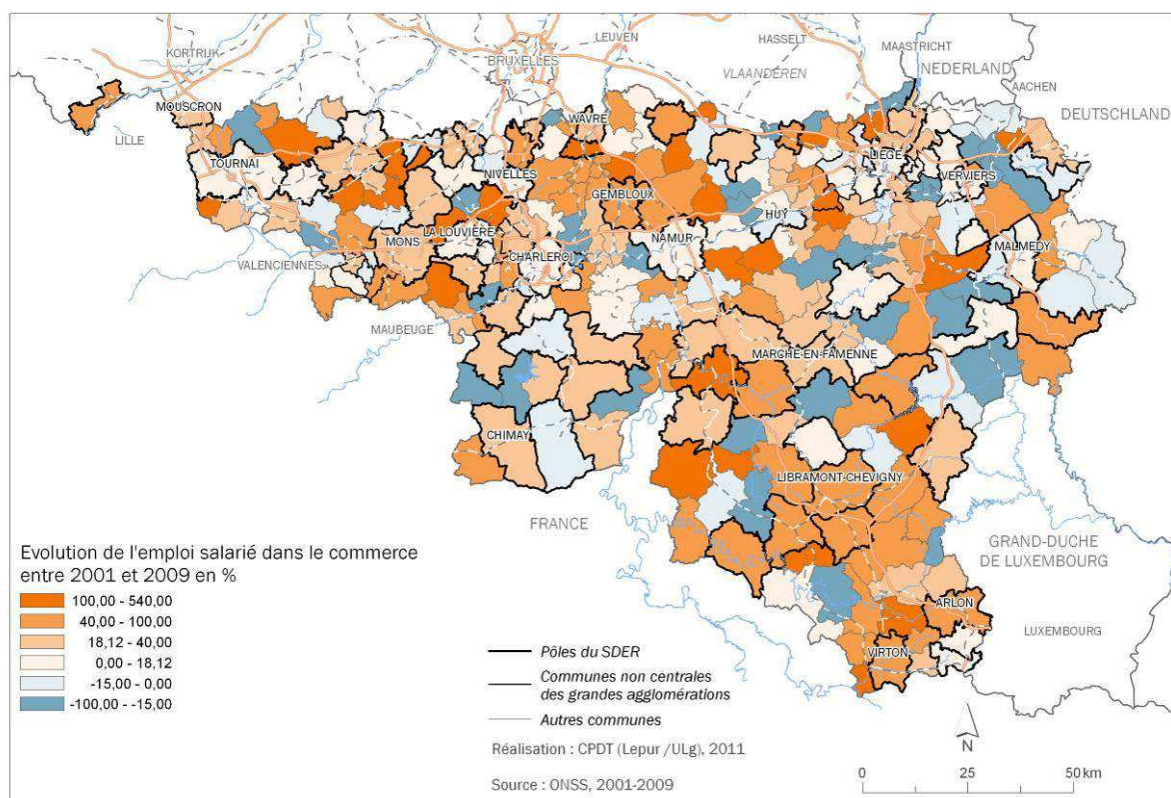 KORTRIJK
LEUVEN
HASSELT
MAASTRICHT
BRUXELLES
NEDERLAND
VLAANDEREN
AACHEN
MOUSCRON
WAVRE
DEUTSCHLAND
LILLE
TOURNAI
LIEGE
NIVELLES
VERVIERS
GEMBLOUX
HUY
LA LOUVIÈRE
NAMUR
MONS
MALMEDY
CHARLEROI
VALENCIENNES
MAUBEUGE
MARCHE-EN-FAMENNE
CHIMAY
LIBRAMONT-CHEVIGNY
FRANCE
GRAND-DUCHE
DE LUXEMBOURG
ARLON
LUXEMBOURG
VIRTON
Evolution de l'emploi salarié dans le commerce
entre 2001 et 2009 en %
100,00 - 540,00
40,00 - 100,00
18,12 - 40,00
0,00 - 18,12
-15,00 - 0,00
-100,00 - -15,00
Pôles du SDER
Communes non centrales
des grandes agglomérations
Autres communes
Réalisation : CPDT (Lepur /ULg), 2011
Source : ONSS, 2001-2009
N
0 25 50 km